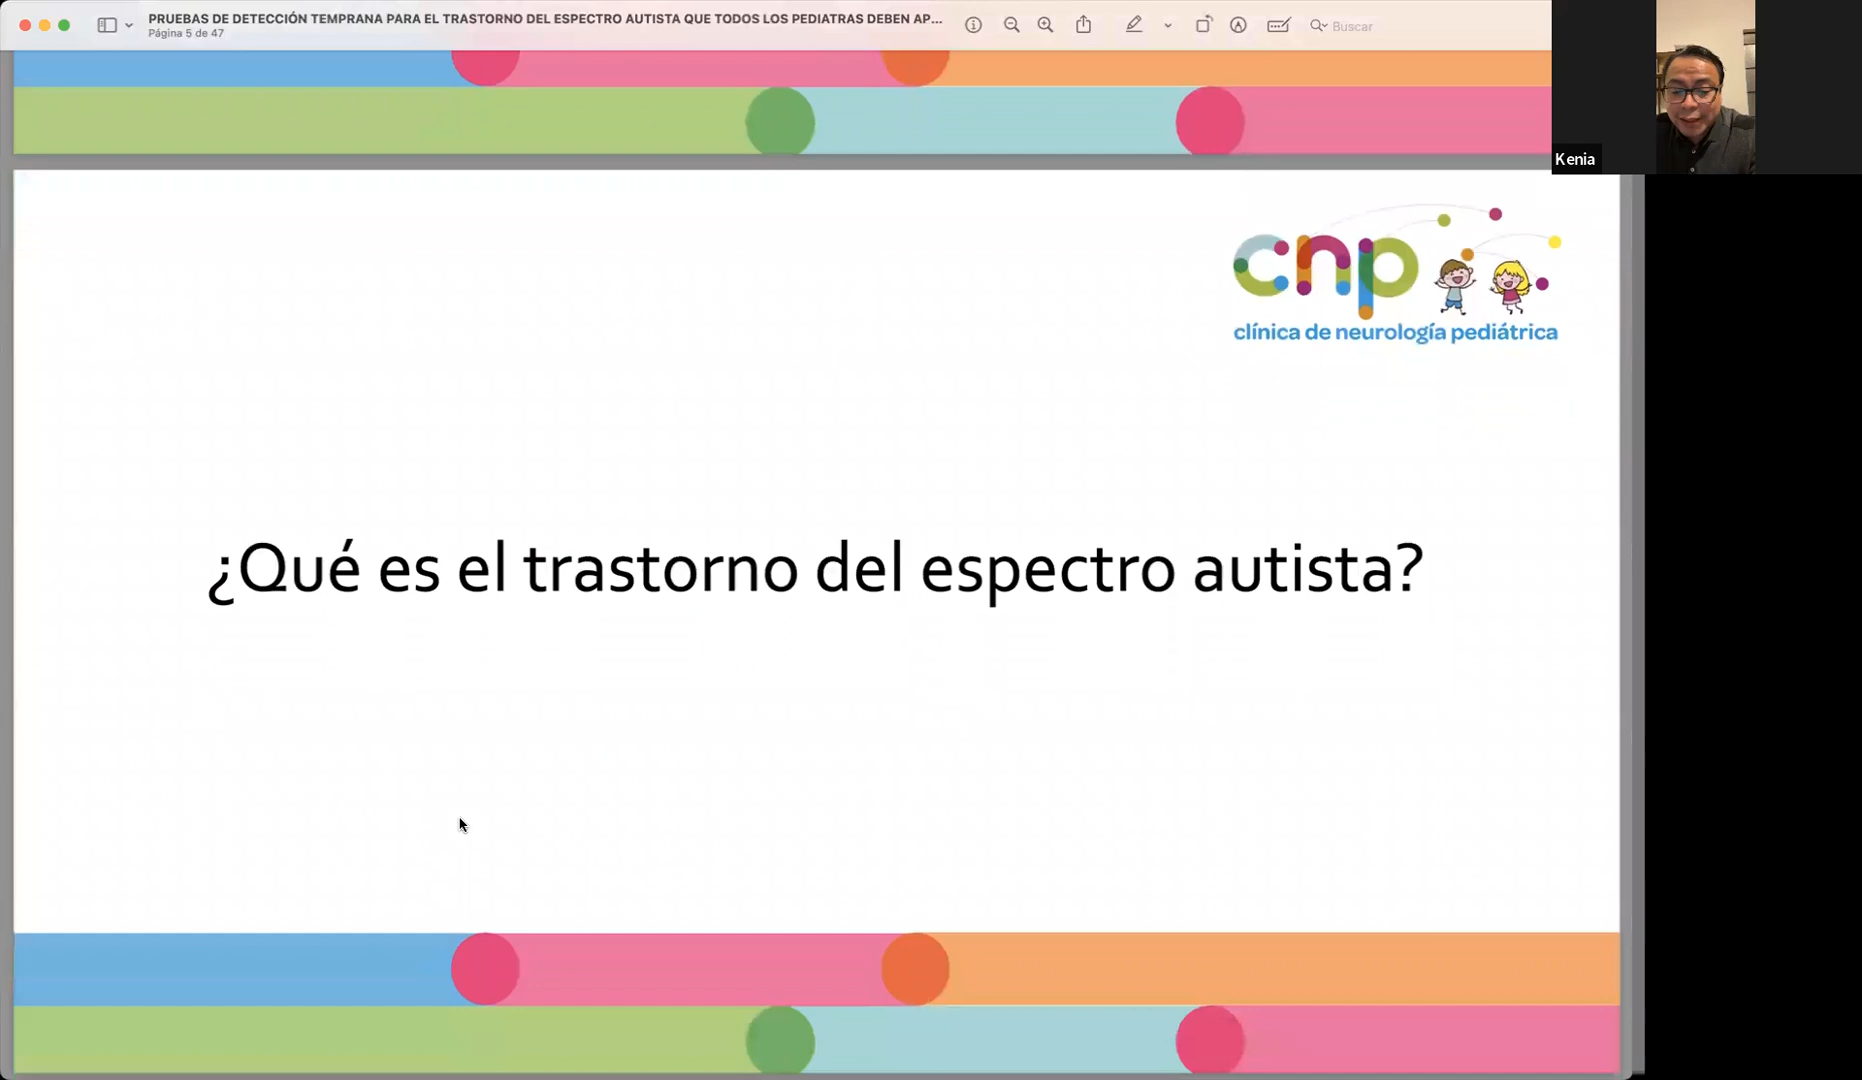 PRUEBAS DE DETECCIÓN TEMPRANA PARA EL TRASTORNO DEL ESPECTRO AUTISTA QUE TODOS LOS PEDIATRAS DEBEN AP...
Página 5 de 47
Buscar
Kenia
cnp
clínica de neurología pediátrica
¿Qué es el trastorno del espectro autista?